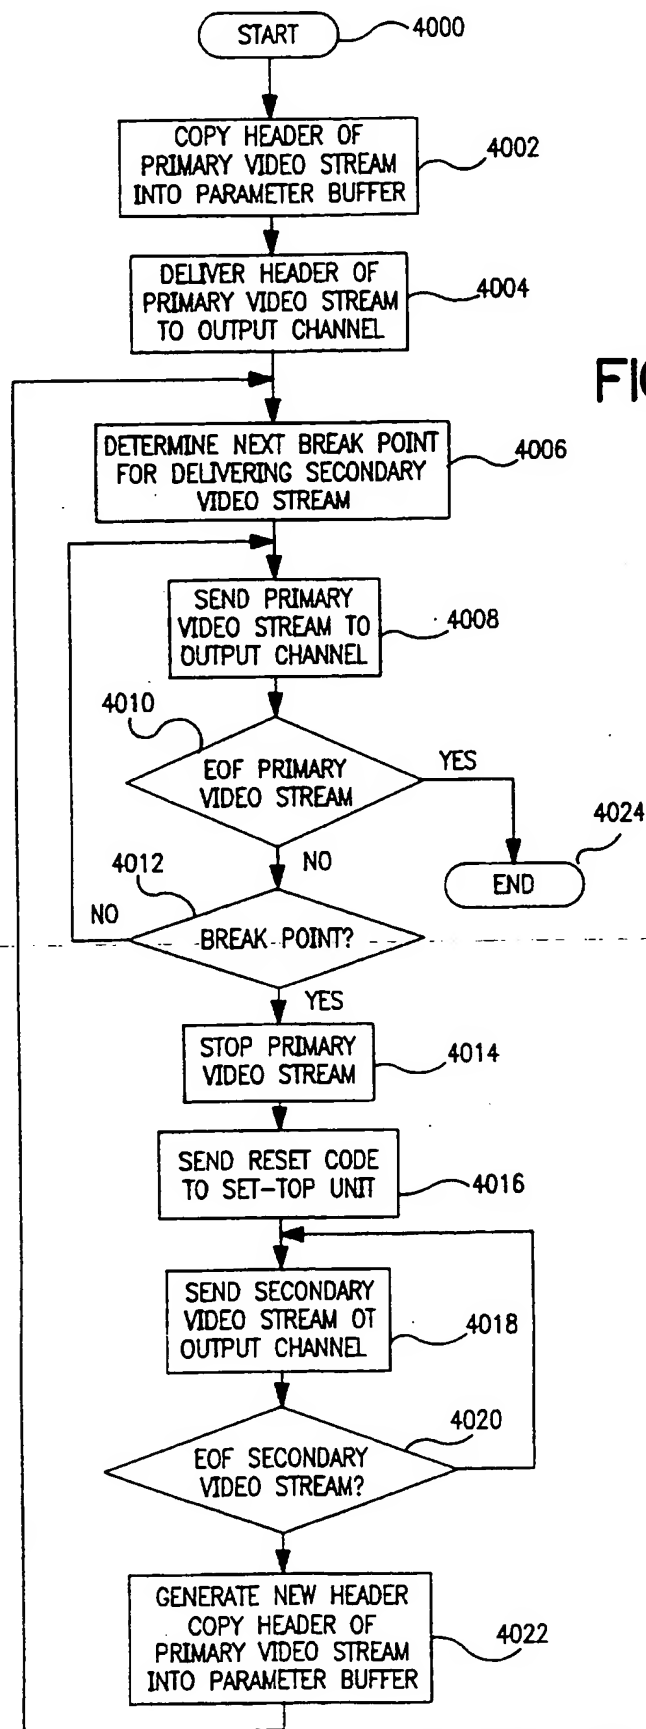 START
4000
COPY HEADER OF
PRIMARY VIDEO STREAM
INTO PARAMETER BUFFER
4002
DELIVER HEADER OF
PRIMARY VIDEO STREAM
TO OUTPUT CHANNEL
4004
FIG
DETERMINE NEXT BREAK POINT
FOR DELIVERING SECONDARY
VIDEO STREAM
4006
SEND PRIMARY
VIDEO STREAM TO
OUTPUT CHANNEL
4008
4010
EOF PRIMARY
VIDEO STREAM
YES
4024
END
NO
4012
NO
BREAK POINT?
YES
STOP PRIMARY
VIDEO STREAM
4014
SEND RESET CODE
TO SET-TOP UNIT
4016
SEND SECONDARY
VIDEO STREAM OT
OUTPUT CHANNEL
4018
4020
EOF SECONDARY
VIDEO STREAM?
GENERATE NEW HEADER
COPY HEADER OF
PRIMARY VIDEO STREAM
INTO PARAMETER BUFFER
4022